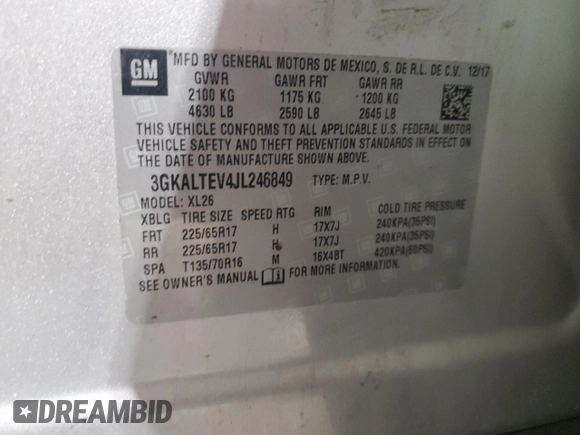 GM
MFD BY GENERAL MOTORS DE MEXICO, S. DE R.L. DE C.V. 12/17
GVWR GAWR FRT GAWR RR
2100 KG 1175 KG 1200 KG
4630 LB 2590 LB 2645 LB
THIS VEHICLE CONFORMS TO ALL APPLICABLE U.S. FEDERAL MOTOR
VEHICLE SAFETY AND THEFT PREVENTION STANDARDS IN EFFECT ON
THE DATE OF MANUFACTURE SHOWN ABOVE.
3GKALTEV4JL246849 TYPE: M.P.V.
MODEL: XL26
XBLG TIRE SIZE SPEED RTG RIM COLD TIRE PRESSURE
FRT 225/65R17 H 17X7J 240KPA(35PSI)
RR 225/65R17 H 17X7J 240KPA(35PSI)
SPA T135/70R16 M 16X4BT 420KPA(60PSI)
SEE OWNER'S MANUAL FOR MORE INFORMATION.
DREAMBID